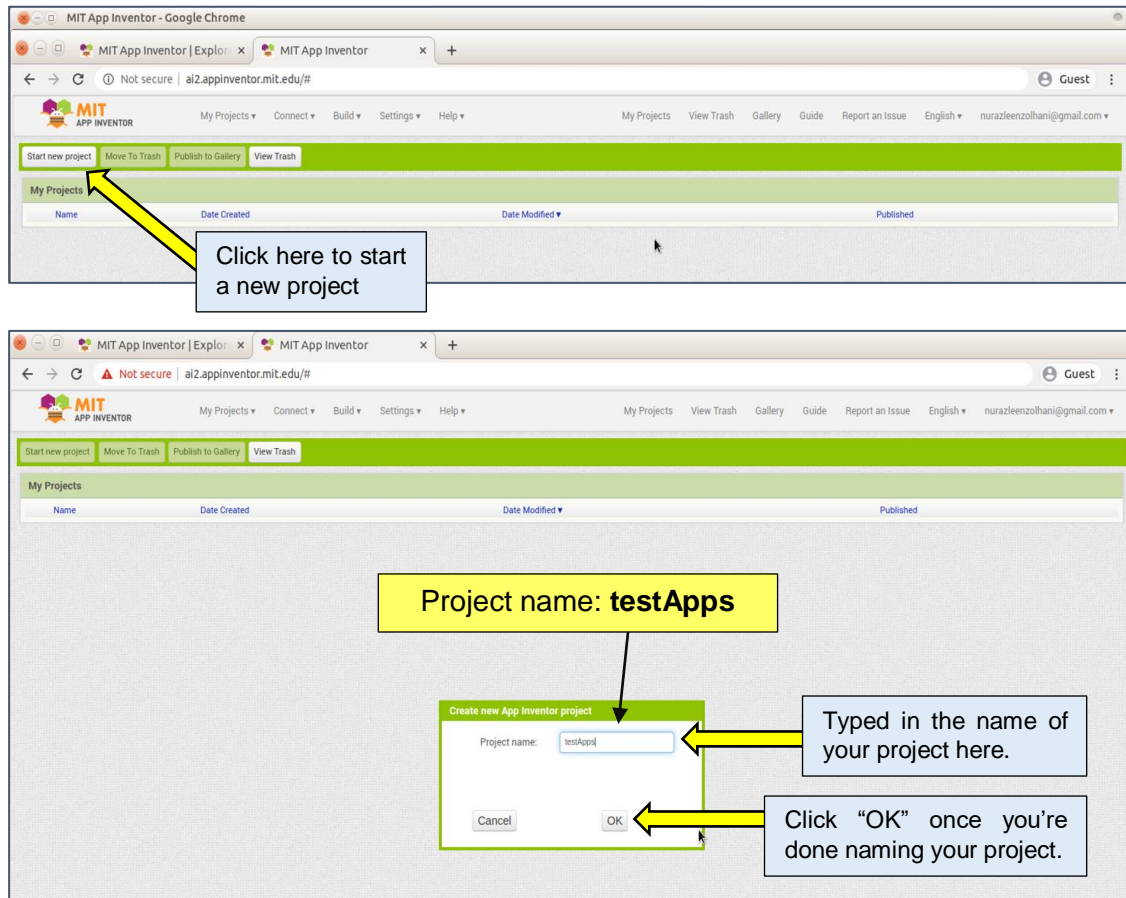 MIT App Inventor - Google Chrome
MIT App Inventor | Explor x MIT App Inventor x +
Not secure | ai2.appinventor.mit.edu/# Guest
MIT
APP INVENTOR
My Projects ▾ Connect ▾ Build ▾ Settings ▾ Help ▾ My Projects View Trash Gallery Guide Report an Issue English ▾ nurazleenzolhani@gmail.com ▾
Start new project Move To Trash Publish to Gallery View Trash
My Projects
Name Date Created Date Modified ▾ Published
Click here to start
a new project
MIT App Inventor | Explor x MIT App Inventor x +
Not secure | ai2.appinventor.mit.edu/# Guest
MIT
APP INVENTOR
My Projects ▾ Connect ▾ Build ▾ Settings ▾ Help ▾ My Projects View Trash Gallery Guide Report an Issue English ▾ nurazleenzolhani@gmail.com ▾
Start new project Move To Trash Publish to Gallery View Trash
My Projects
Name Date Created Date Modified ▾ Published
Project name: testApps
Create new App Inventor project
Project name: testApps
Typed in the name of
your project here.
Cancel OK
Click “OK” once you’re
done naming your project.